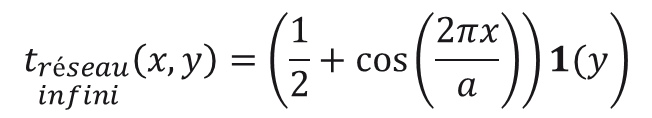 t_{réseau infini}(x, y) = (1/2 + cos(2πx/a)) 𝟏(y)